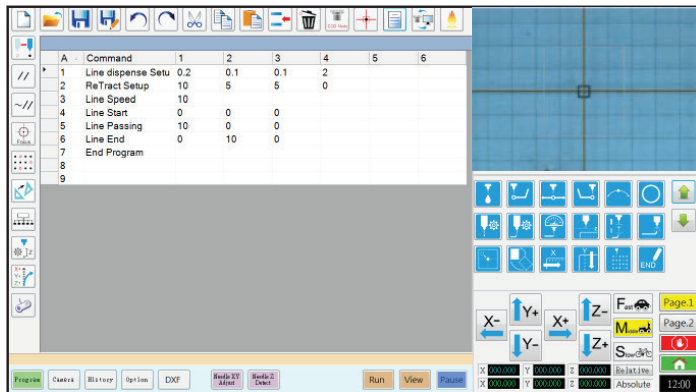 A Command 1 2 3 4 5 6
1 Line dispense Setu 0.2 0.1 0.1 2
2 ReTract Setup 10 5 5 0
3 Line Speed 10
4 Line Start 0 0 0
5 Line Passing 10 0 0
6 Line End 0 10 0
7 End Program
8
9
Focus
END
X- Y+ X+ Z- Fast Page.1
Y- Z+ Page.2
Slow
X 000.000 Y 000.000 Z 000.000 Relative
X 000.000 Y 000.000 Z 000.000 Absolute 12:00
Program Camera History Option DXF Needle XY Adjust Needle Z Detect Run View Pause